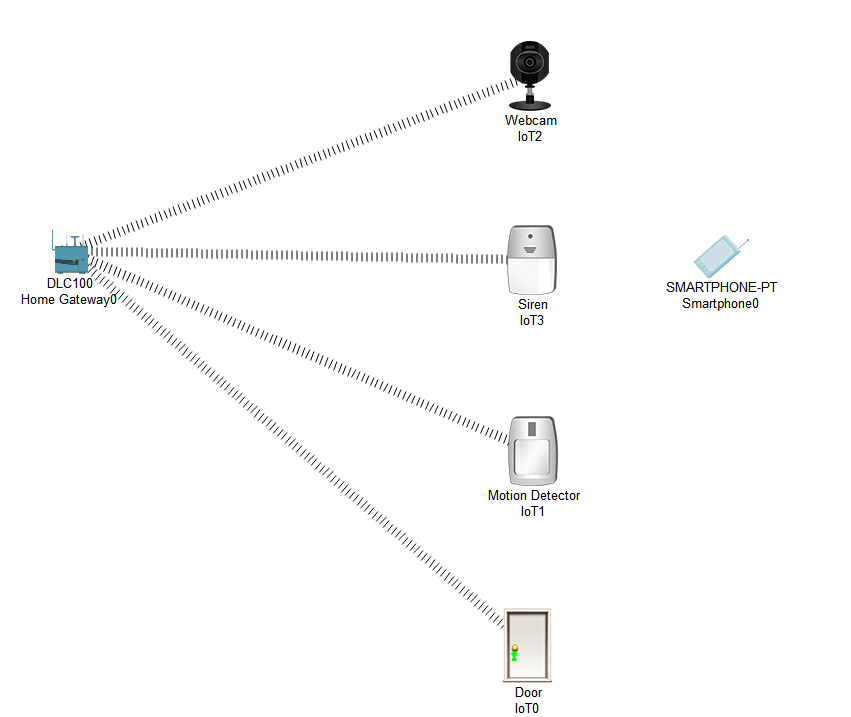 Webcam
IoT2
DLC100
Home Gateway0
Siren
IoT3
SMARTPHONE-PT
Smartphone0
Motion Detector
IoT1
Door
IoT0